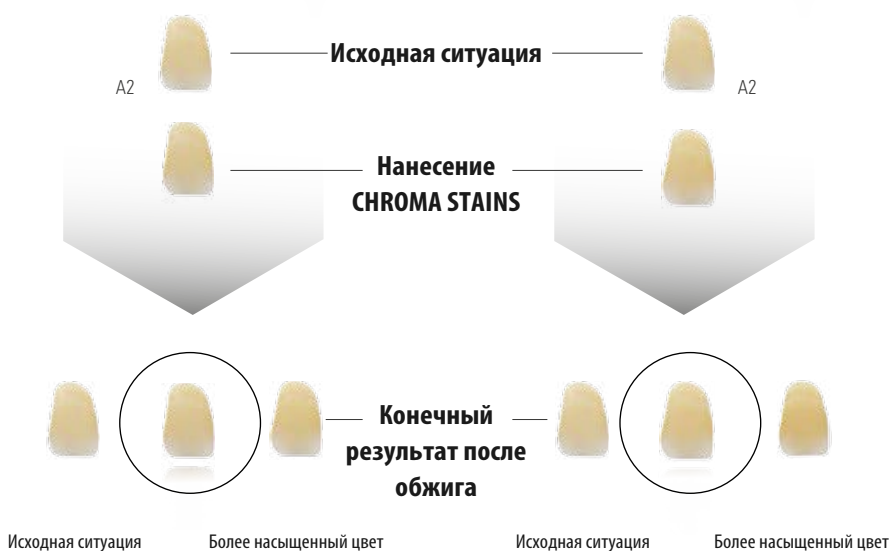 Исходная ситуация
A2
A2
Нанесение
CHROMA STAINS
Конечный
результат после
обжига
Исходная ситуация
Более насыщенный цвет
Исходная ситуация
Более насыщенный цвет